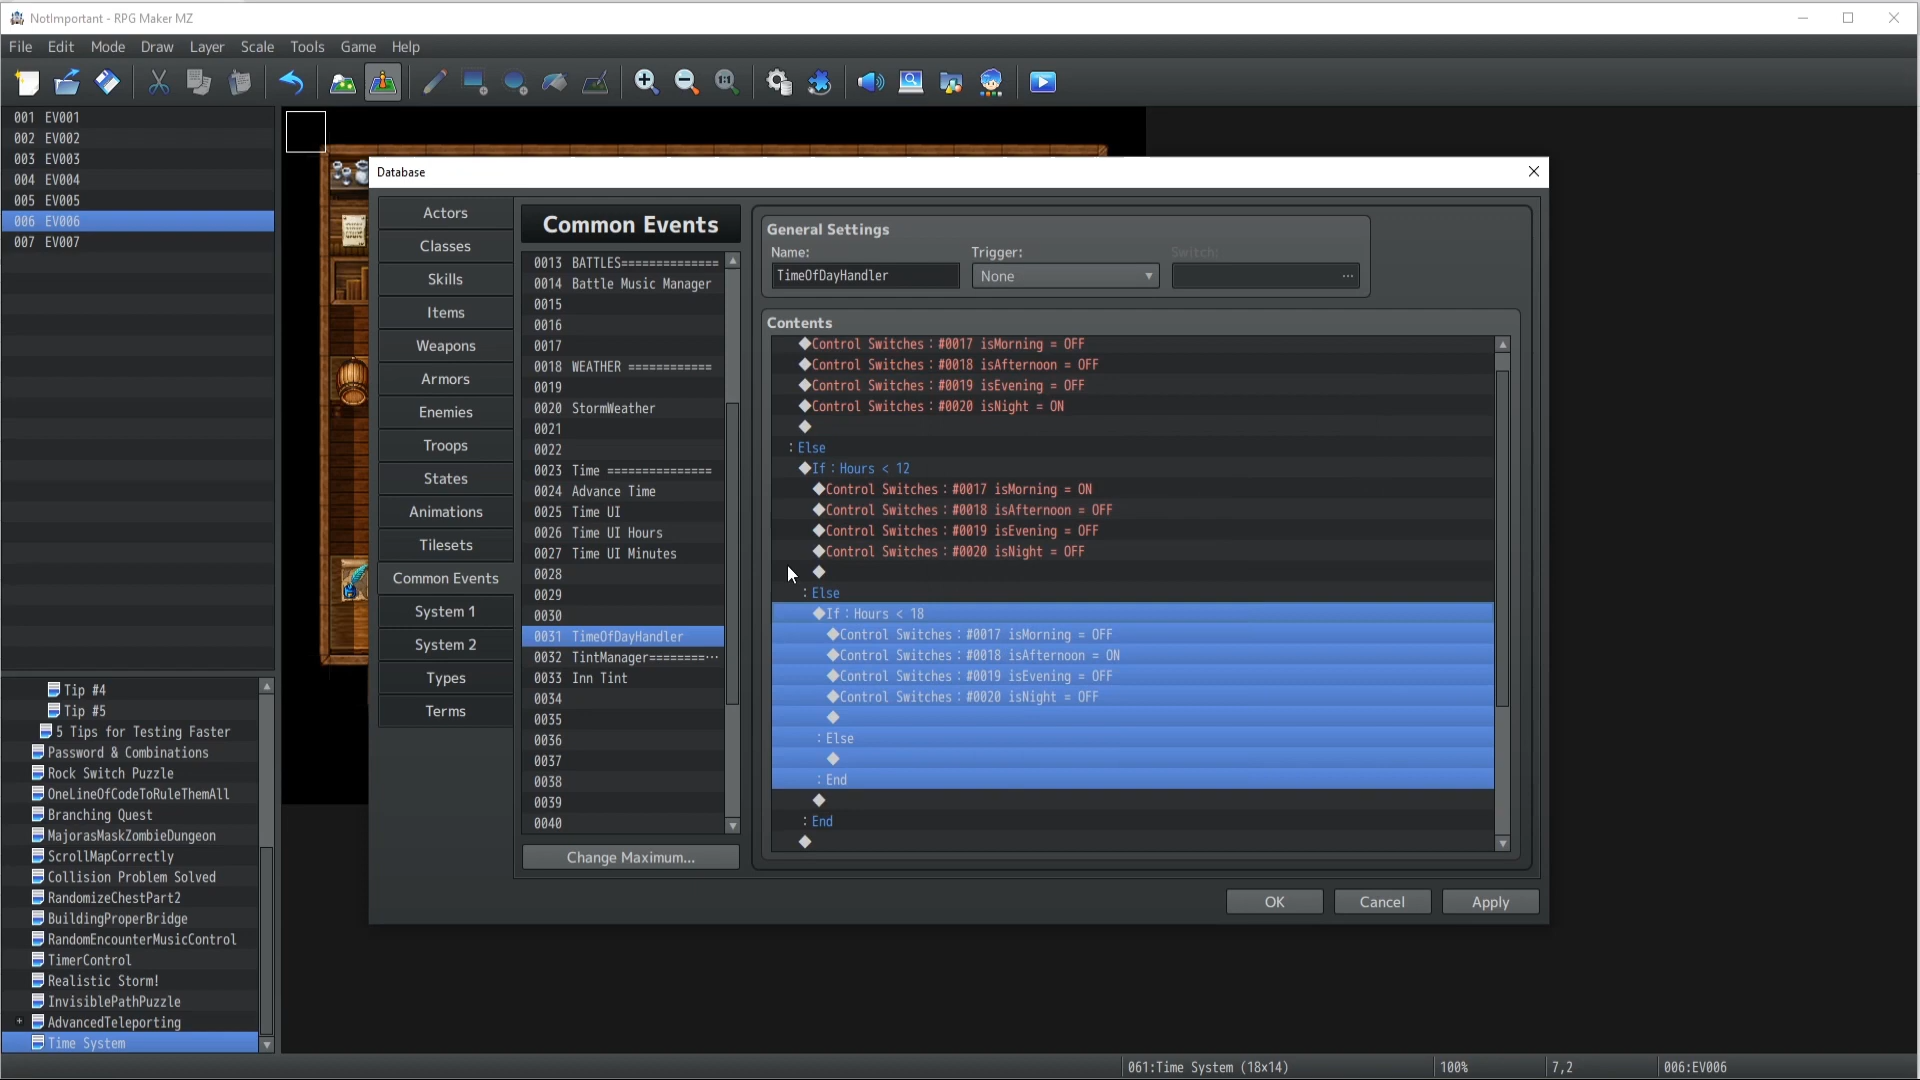 NotImportant - RPG Maker MZ
File Edit Mode Draw Layer Scale Tools Game Help
001 EV001
002 EV002
003 EV003
004 EV004
005 EV005
006 EV006
007 EV007
Tip #4
Tip #5
5 Tips for Testing Faster
Password & Combinations
Rock Switch Puzzle
OneLineOfCodeToRuleThemAll
Branching Quest
MajorasMaskZombieDungeon
ScrollMapCorrectly
Collision Problem Solved
RandomizeChestPart2
BuildingProperBridge
RandomEncounterMusicControl
TimerControl
Realistic Storm!
InvisiblePathPuzzle
AdvancedTeleporting
Time System
Database
Actors
Classes
Skills
Items
Weapons
Armors
Enemies
Troops
States
Animations
Tilesets
Common Events
System 1
System 2
Types
Terms
Common Events
0013 BATTLES==============
0014 Battle Music Manager
0015
0016
0017
0018 WEATHER ============
0019
0020 StormWeather
0021
0022
0023 Time ===============
0024 Advance Time
0025 Time UI
0026 Time UI Hours
0027 Time UI Minutes
0028
0029
0030
0031 TimeOfDayHandler
0032 TintManager========…
0033 Inn Tint
0034
0035
0036
0037
0038
0039
0040
Change Maximum...
General Settings
Name: Trigger: Switch:
TimeOfDayHandler None ...
Contents
◆Control Switches：#0017 isMorning = OFF
◆Control Switches：#0018 isAfternoon = OFF
◆Control Switches：#0019 isEvening = OFF
◆Control Switches：#0020 isNight = ON
◆
：Else
◆If：Hours < 12
◆Control Switches：#0017 isMorning = ON
◆Control Switches：#0018 isAfternoon = OFF
◆Control Switches：#0019 isEvening = OFF
◆Control Switches：#0020 isNight = OFF
◆
：Else
◆If：Hours < 18
◆Control Switches：#0017 isMorning = OFF
◆Control Switches：#0018 isAfternoon = ON
◆Control Switches：#0019 isEvening = OFF
◆Control Switches：#0020 isNight = OFF
◆
：Else
◆
：End
◆
：End
◆
OK Cancel Apply
061:Time System (18x14) 100% 7,2 006:EV006